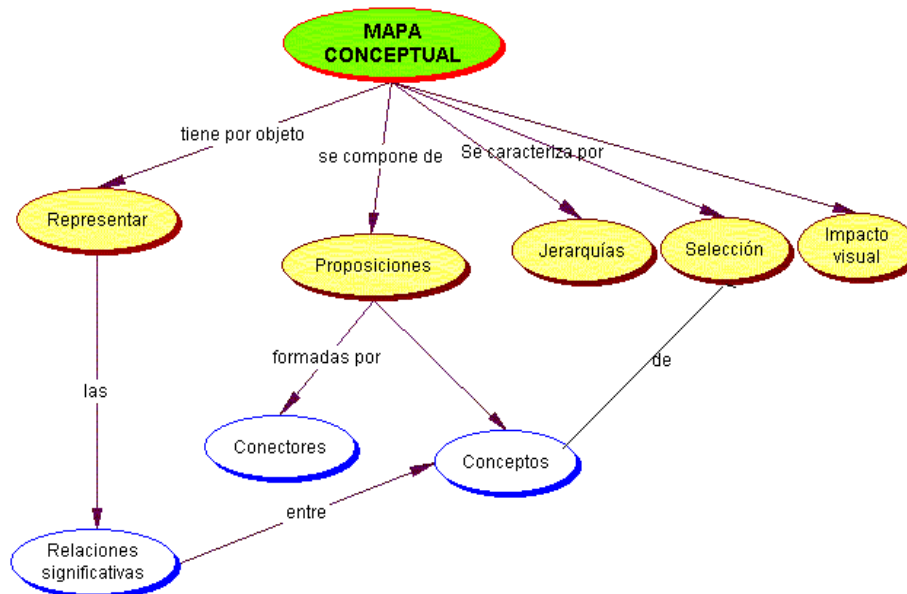 MAPA
CONCEPTUAL
tiene por objeto
se compone de
Se caracteriza por
Representar
Proposiciones
Jerarquías
Selección
Impacto
visual
formadas por
de
las
Conectores
Conceptos
entre
Relaciones
significativas